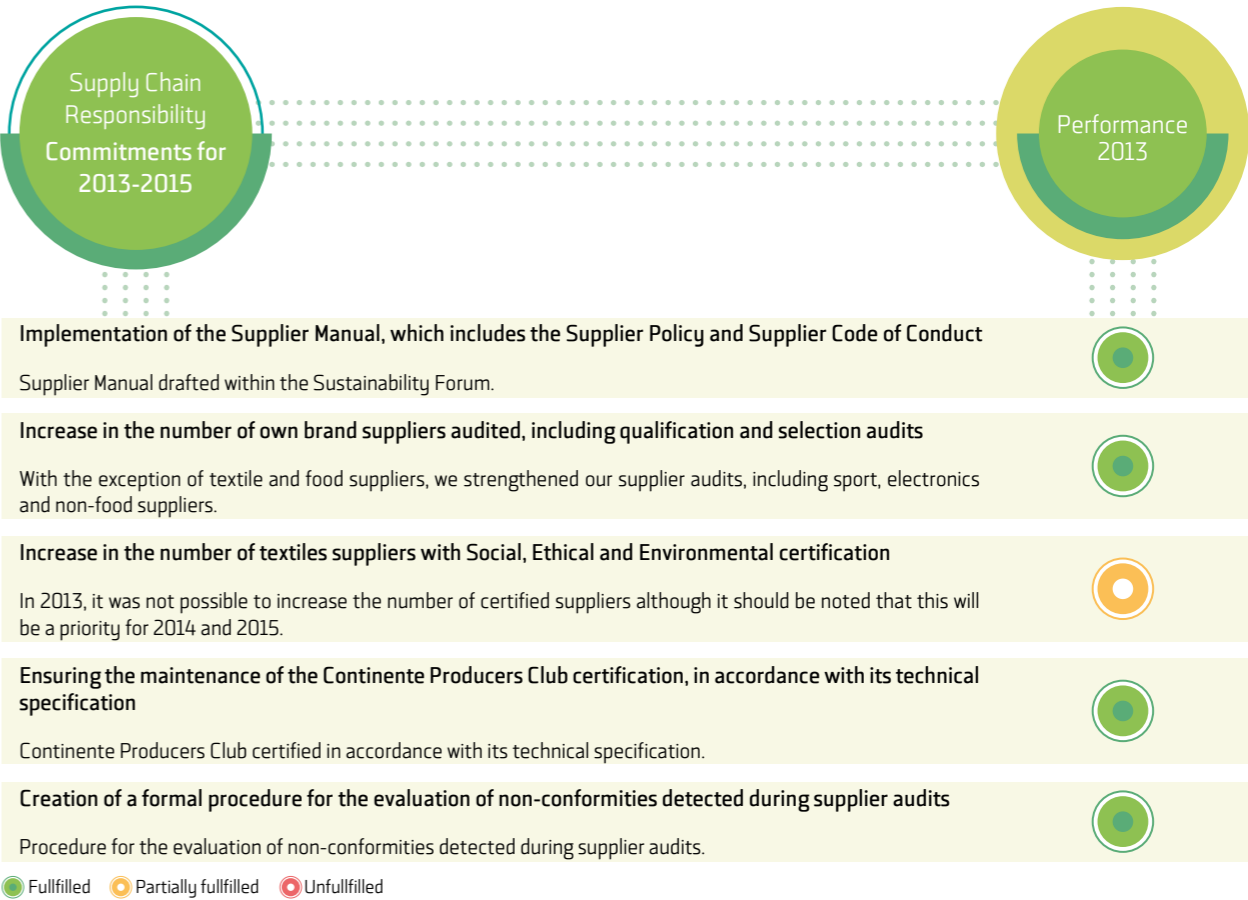 Supply Chain
Responsibility
Commitments for
2013-2015
Performance
2013
Implementation of the Supplier Manual, which includes the Supplier Policy and Supplier Code of Conduct
Supplier Manual drafted within the Sustainability Forum.
Increase in the number of own brand suppliers audited, including qualification and selection audits
With the exception of textile and food suppliers, we strengthened our supplier audits, including sport, electronics
and non-food suppliers.
Increase in the number of textiles suppliers with Social, Ethical and Environmental certification
In 2013, it was not possible to increase the number of certified suppliers although it should be noted that this will
be a priority for 2014 and 2015.
Ensuring the maintenance of the Continente Producers Club certification, in accordance with its technical
specification
Continente Producers Club certified in accordance with its technical specification.
Creation of a formal procedure for the evaluation of non-conformities detected during supplier audits
Procedure for the evaluation of non-conformities detected during supplier audits.
Fullfilled Partially fullfilled Unfullfilled